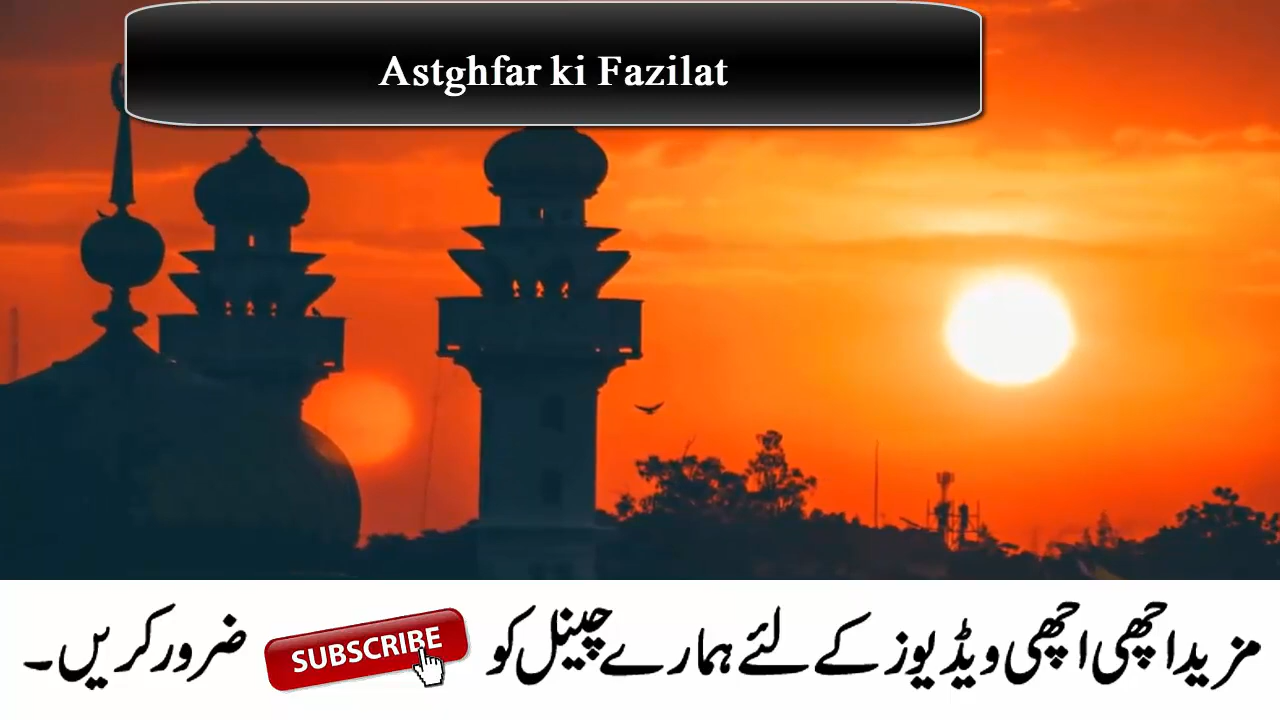 Astghfar ki Fazilat
مزید اچھی اچھی ویڈیوز کے لئے ہمارے چینل کو SUBSCRIBE ضرور کریں۔